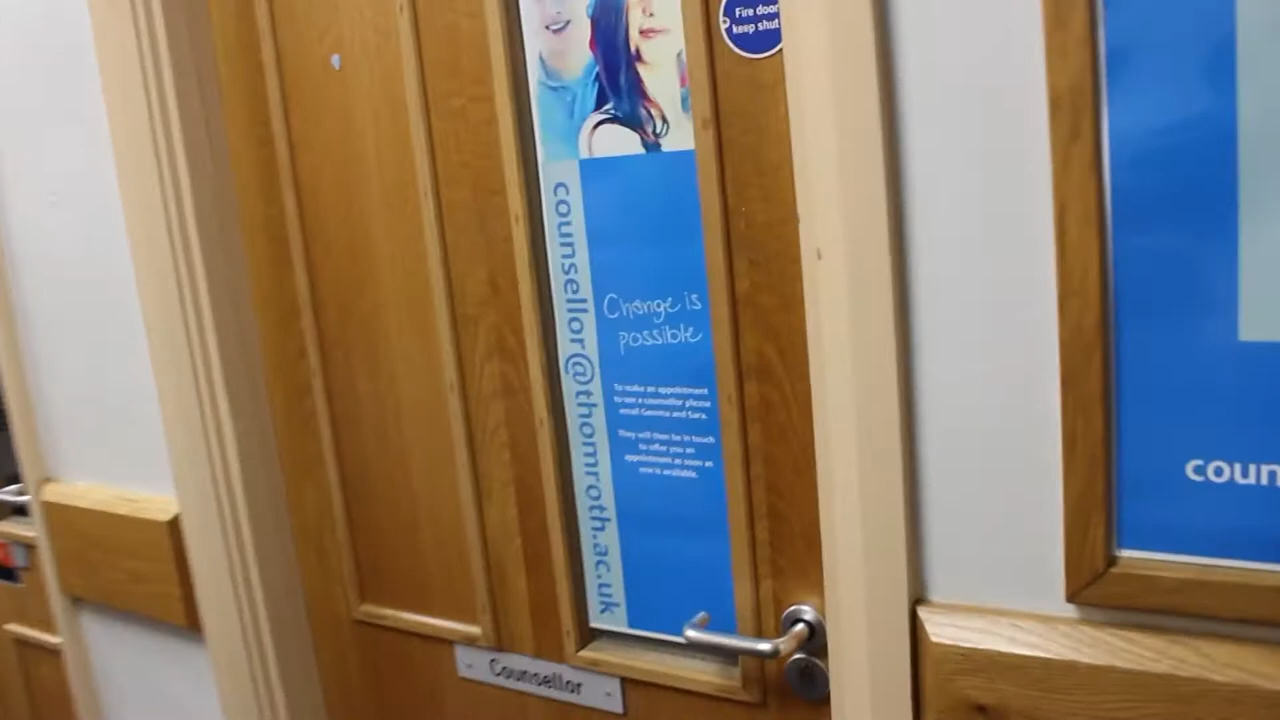 Fire door
keep shut
counsellor@thomroth.ac.uk
Change is
possible
To make an appointment
to see a counsellor please
email Gemma and Sara.
They will then be in touch
to offer you an
appointment as soon as
one is available.
Counsellor
coun